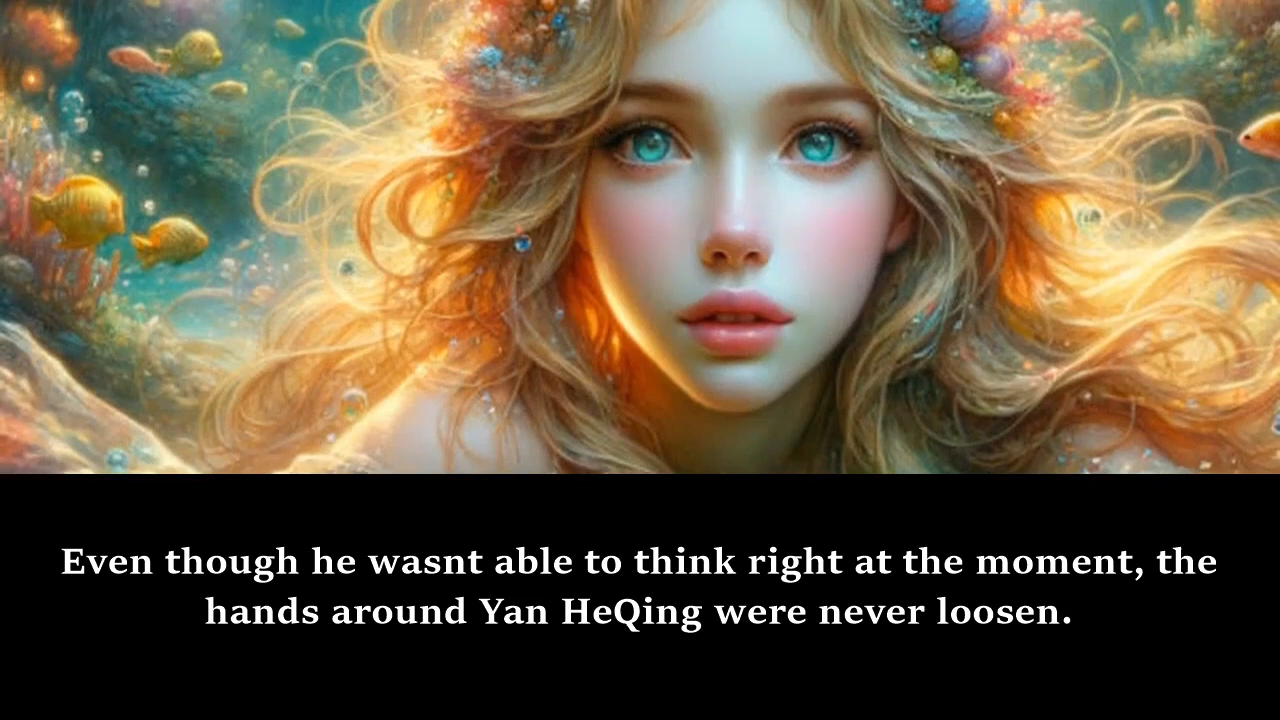 Even though he wasnt able to think right at the moment, the
hands around Yan HeQing were never loosen.